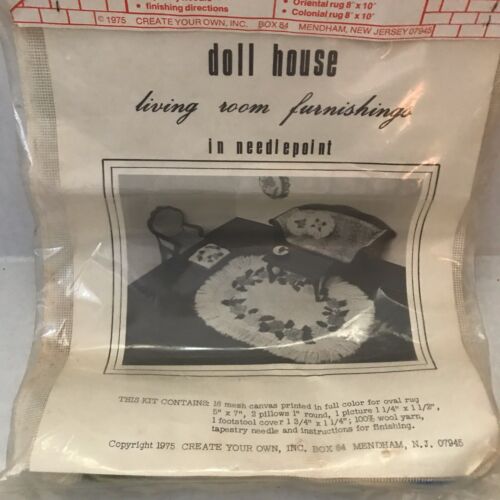 • finishing directions
• Oriental rug 8" x 10"
• Colonial rug 8" x 10"
© 1975 CREATE YOUR OWN, INC. BOX 84 MENDHAM, NEW JERSEY 07945
doll house
living room furnishings
in needlepoint
THIS KIT CONTAINS: 18 mesh canvas printed in full color for oval rug
5" x 7", 2 pillows 1" round, 1 picture 1 1/4" x 1 1/2",
1 footstool cover 1 3/4" x 1 1/4"; 100% wool yarn,
tapestry needle and instructions for finishing.
Copyright 1975 CREATE YOUR OWN, INC. BOX 84 MENDHAM, N.J. 07945